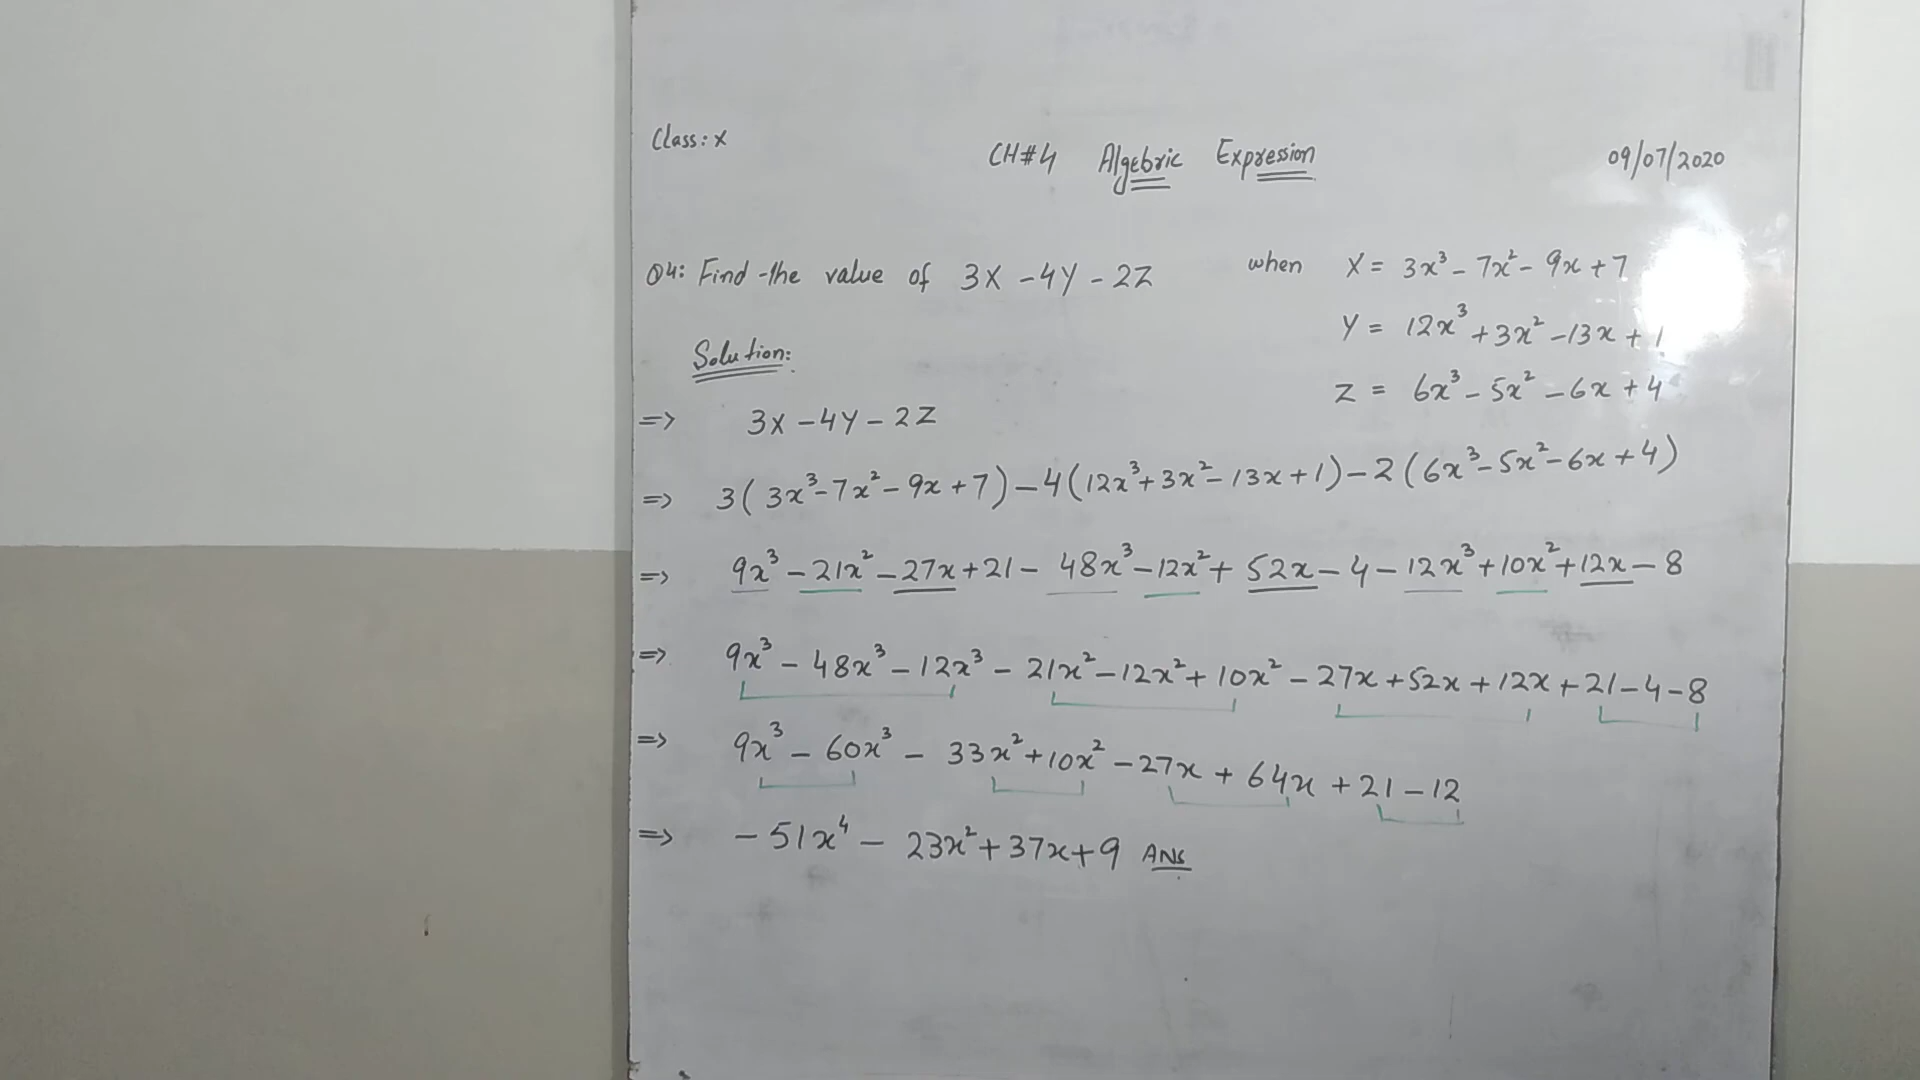 Class: X CH#4 Algebric Expression 09/07/2020
Q4: Find the value of 3X - 4Y - 2Z when X = 3x³ - 7x² - 9x + 7
Y = 12x³ + 3x² - 13x + 1
Solution:
Z = 6x³ - 5x² - 6x + 4
=> 3X - 4Y - 2Z
=> 3( 3x³ - 7x² - 9x + 7) - 4(12x³ + 3x² - 13x + 1) - 2(6x³ - 5x² - 6x + 4)
=> 9x³ - 21x² - 27x + 21 - 48x³ - 12x² + 52x - 4 - 12x³ + 10x² + 12x - 8
=> 9x³ - 48x³ - 12x³ - 21x² - 12x² + 10x² - 27x + 52x + 12x + 21 - 4 - 8
=> 9x³ - 60x³ - 33x² + 10x² - 27x + 64x + 21 - 12
=> - 51x⁴ - 23x² + 37x + 9 ANS